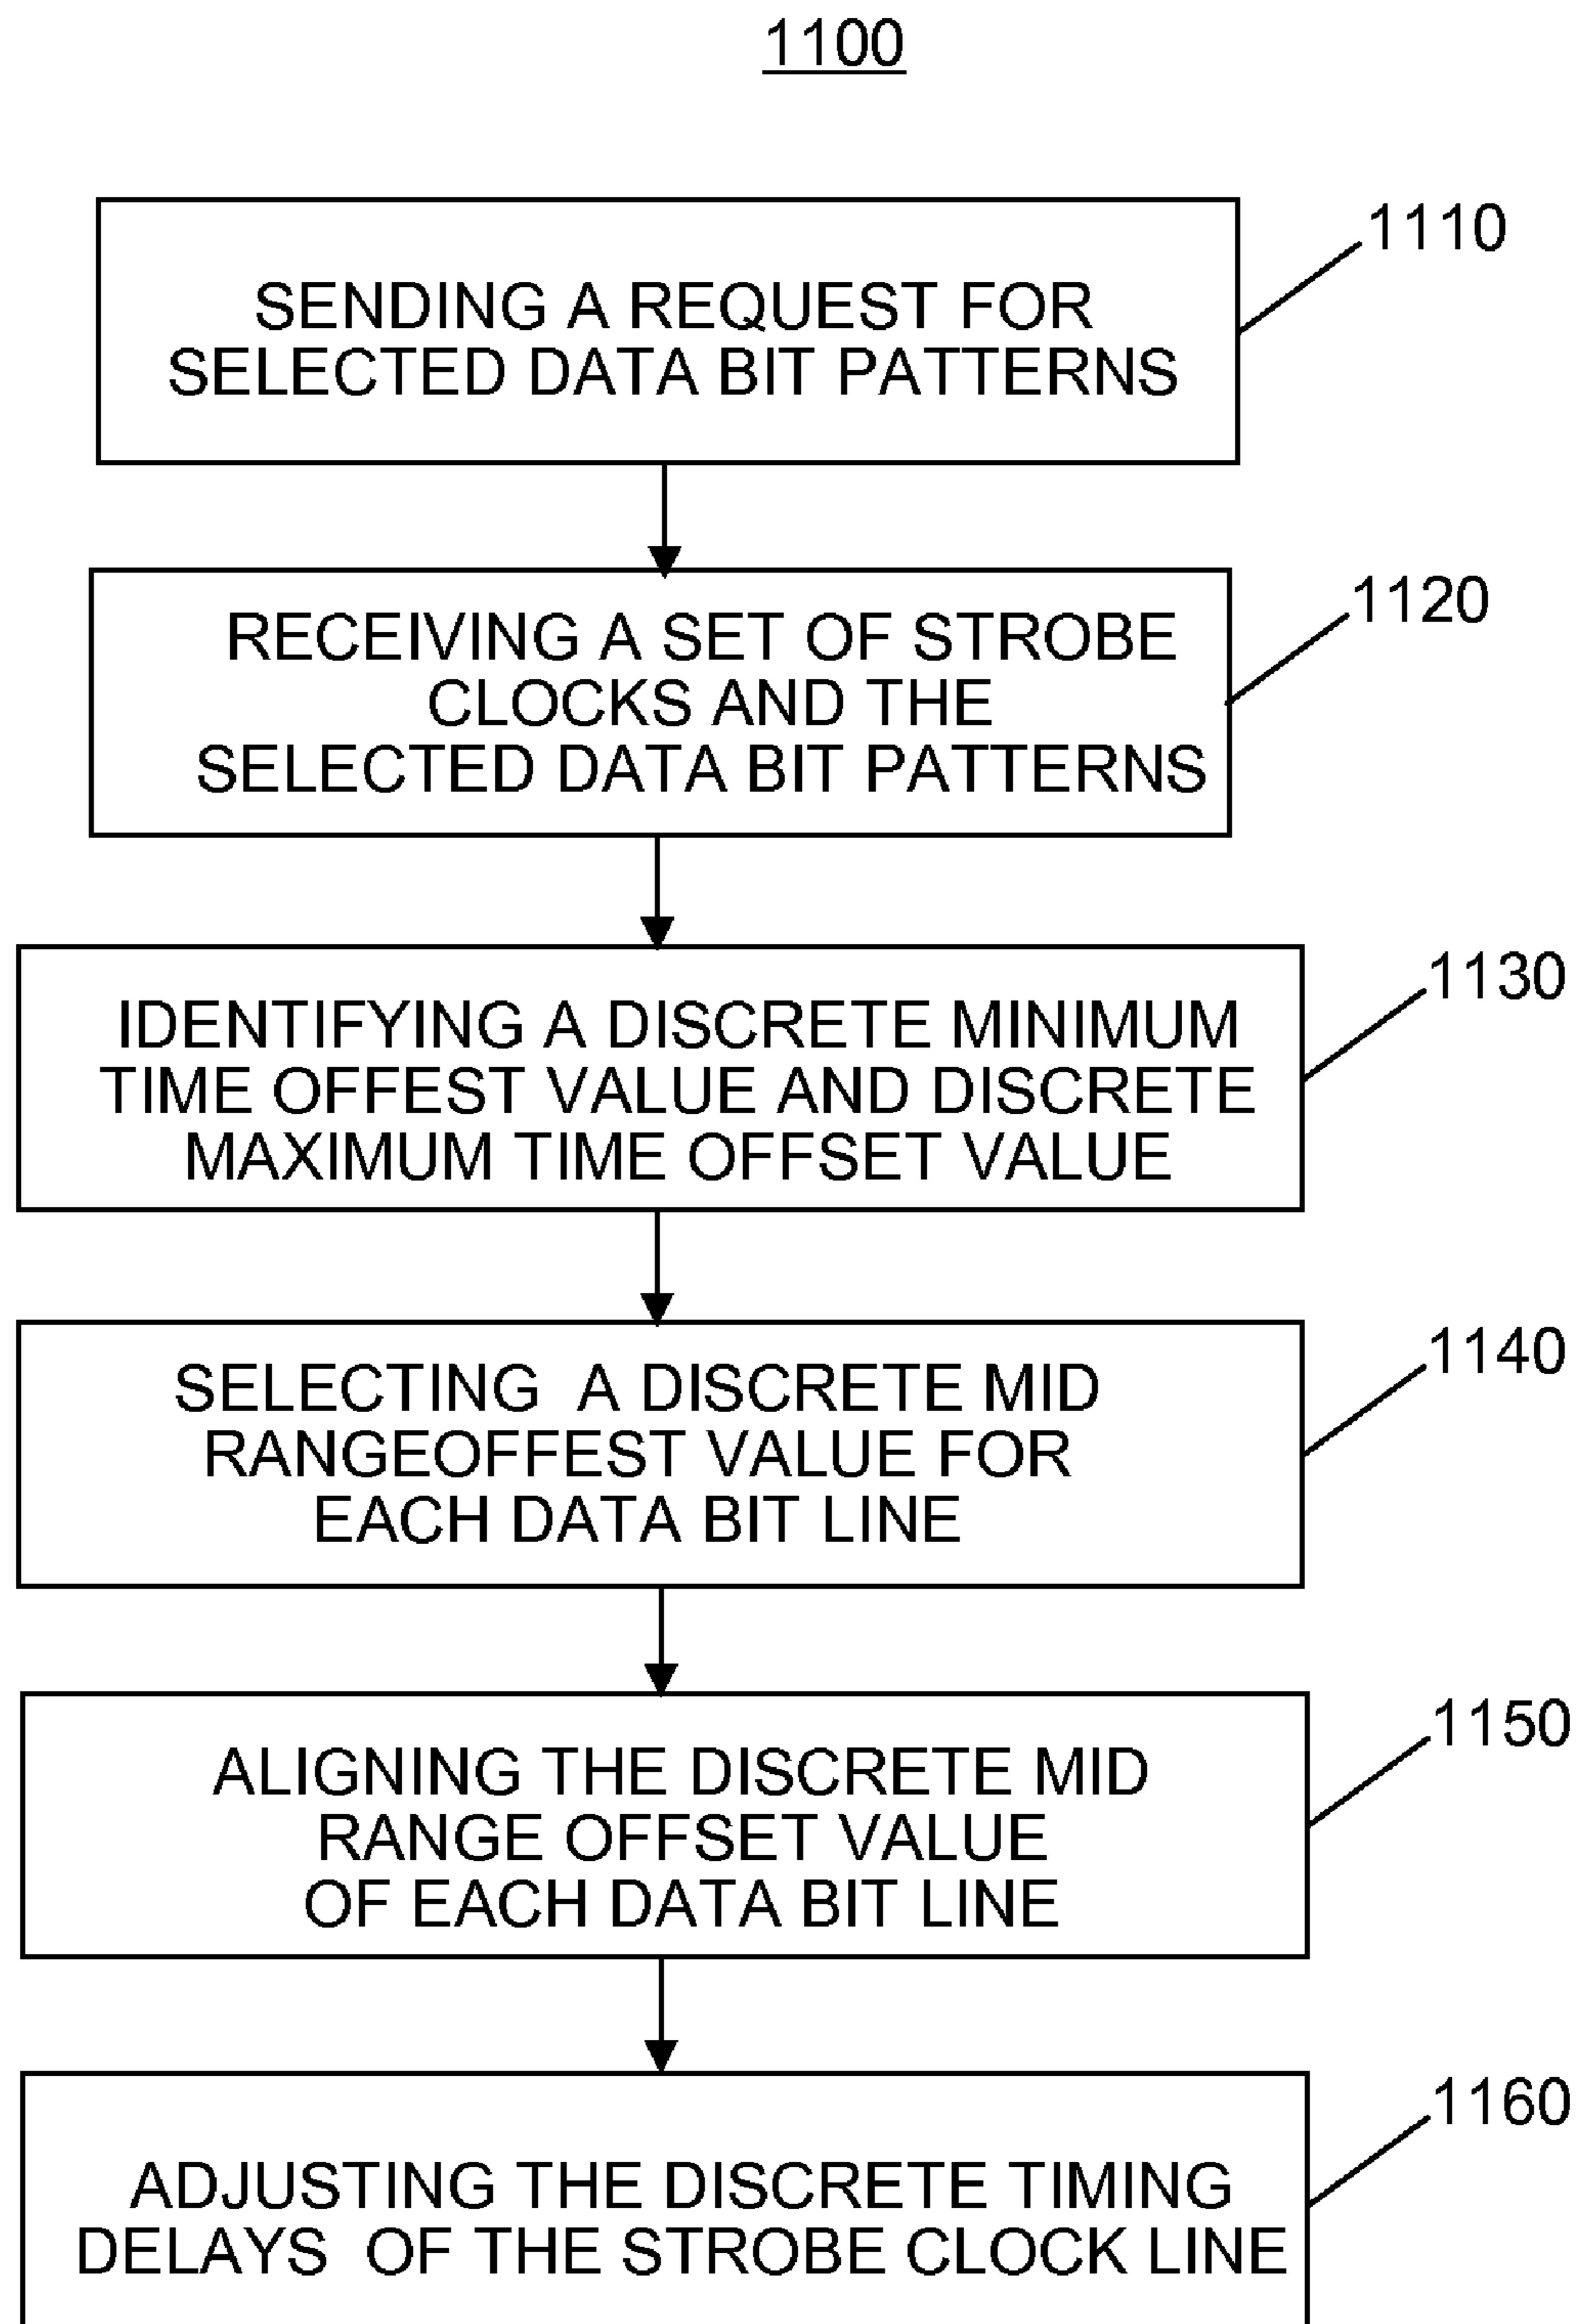 1100
SENDING A REQUEST FOR
SELECTED DATA BIT PATTERNS
1110
RECEIVING A SET OF STROBE
CLOCKS AND THE
SELECTED DATA BIT PATTERNS
1120
IDENTIFYING A DISCRETE MINIMUM
TIME OFFEST VALUE AND DISCRETE
MAXIMUM TIME OFFSET VALUE
1130
SELECTING A DISCRETE MID
RANGEOFFEST VALUE FOR
EACH DATA BIT LINE
1140
ALIGNING THE DISCRETE MID
RANGE OFFSET VALUE
OF EACH DATA BIT LINE
1150
ADJUSTING THE DISCRETE TIMING
DELAYS OF THE STROBE CLOCK LINE
1160